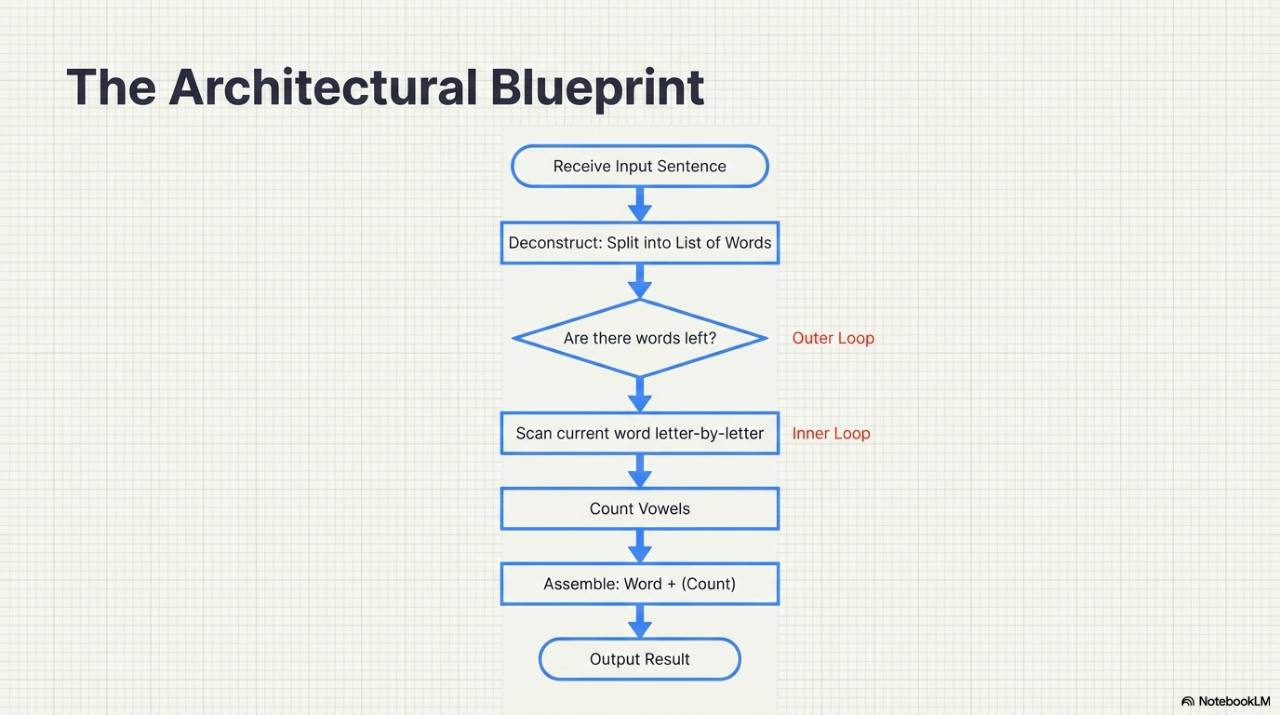 The Architectural Blueprint
Receive Input Sentence
Deconstruct: Split into List of Words
Are there words left?
Outer Loop
Scan current word letter-by-letter
Inner Loop
Count Vowels
Assemble: Word + (Count)
Output Result
NotebookLM